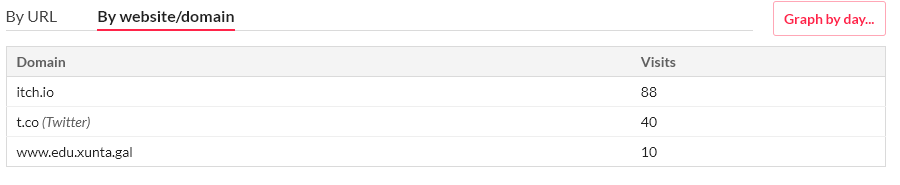 By URL By website/domain Graph by day...
Domain Visits
itch.io 88
t.co (Twitter) 40
www.edu.xunta.gal 10